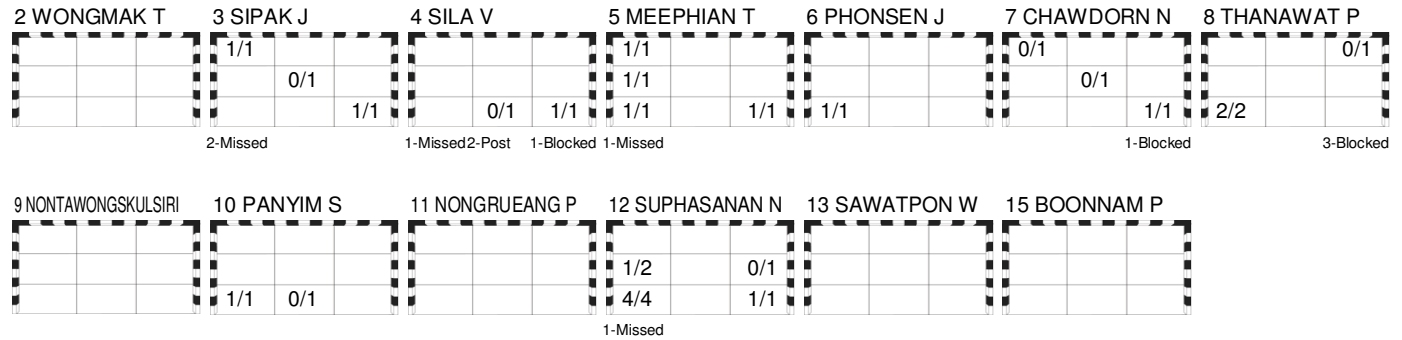 2 WONGMAK T 3 SIPAK J 4 SILA V 5 MEEPHIAN T 6 PHONSEN J 7 CHAWDORN N 8 THANAWAT P
1/1 1/1 0/1 0/1
0/1 1/1 0/1
1/1 0/1 1/1 1/1 1/1 1/1 1/1 2/2
2-Missed 1-Missed 2-Post 1-Blocked 1-Missed 1-Blocked 3-Blocked
9 NONTAWONGSKULSIRI 10 PANYIM S 11 NONGRUEANG P 12 SUPHASANAN N 13 SAWATPON W 15 BOONNAM P
1/2 0/1
1/1 0/1 4/4 1/1
1-Missed